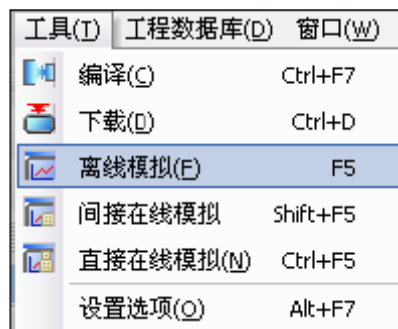 工具(T) 工程数据库(D) 窗口(W)
编译(C) Ctrl+F7
下载(D) Ctrl+D
离线模拟(F) F5
间接在线模拟 Shift+F5
直接在线模拟(N) Ctrl+F5
设置选项(O) Alt+F7